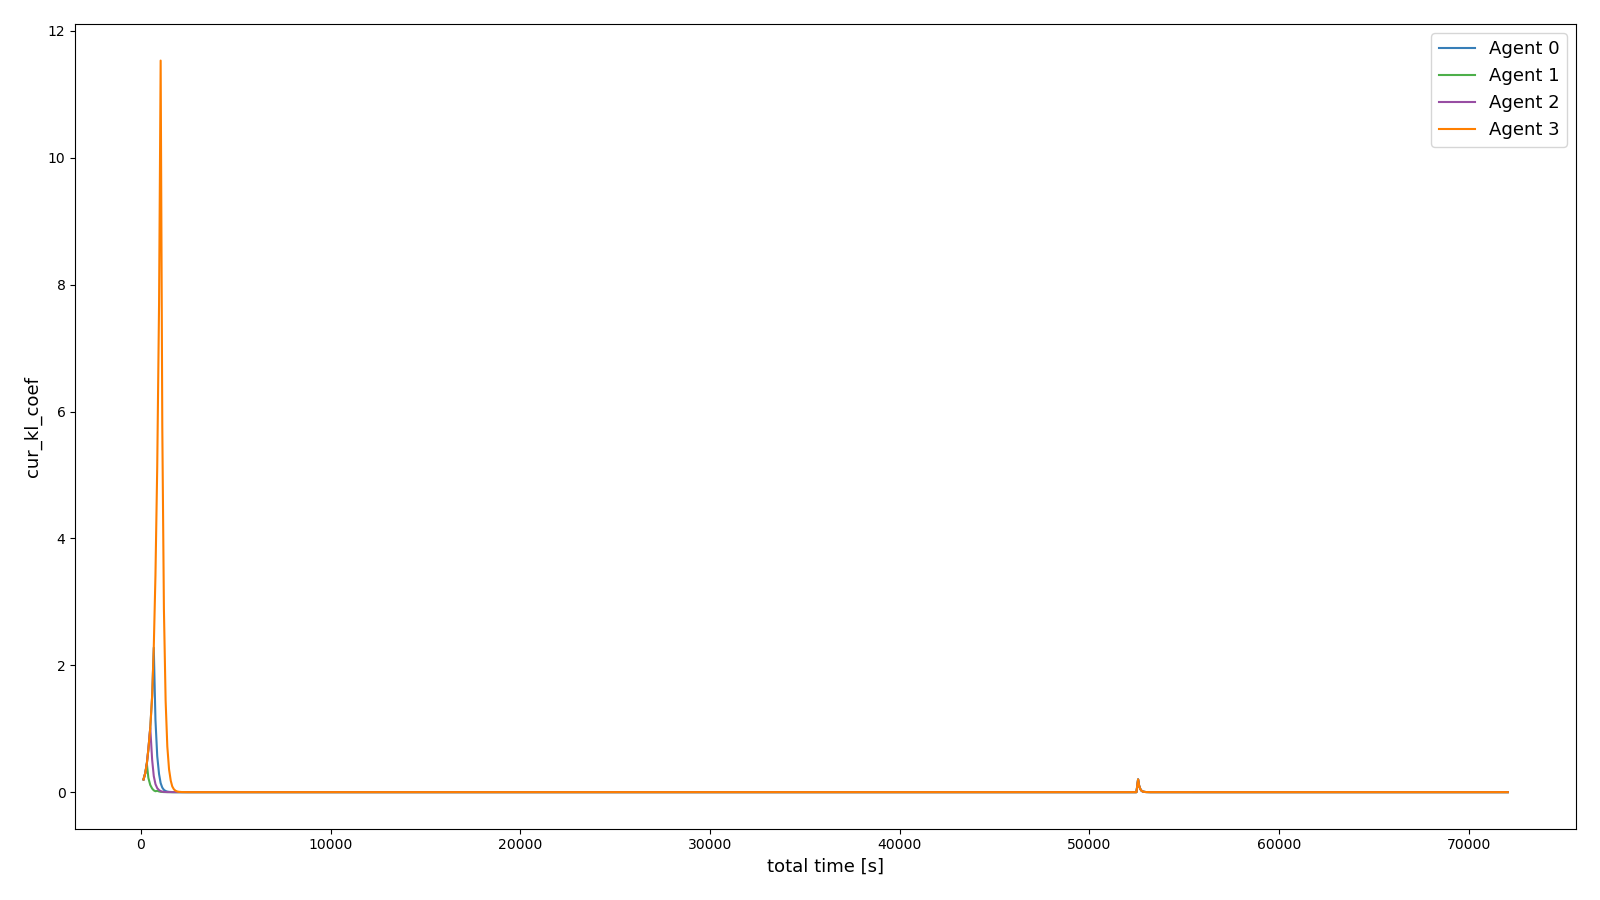 12
10
8
6
4
2
0
cur_kl_coef
0 10000 20000 30000 40000 50000 60000 70000
total time [s]
Agent 0
Agent 1
Agent 2
Agent 3